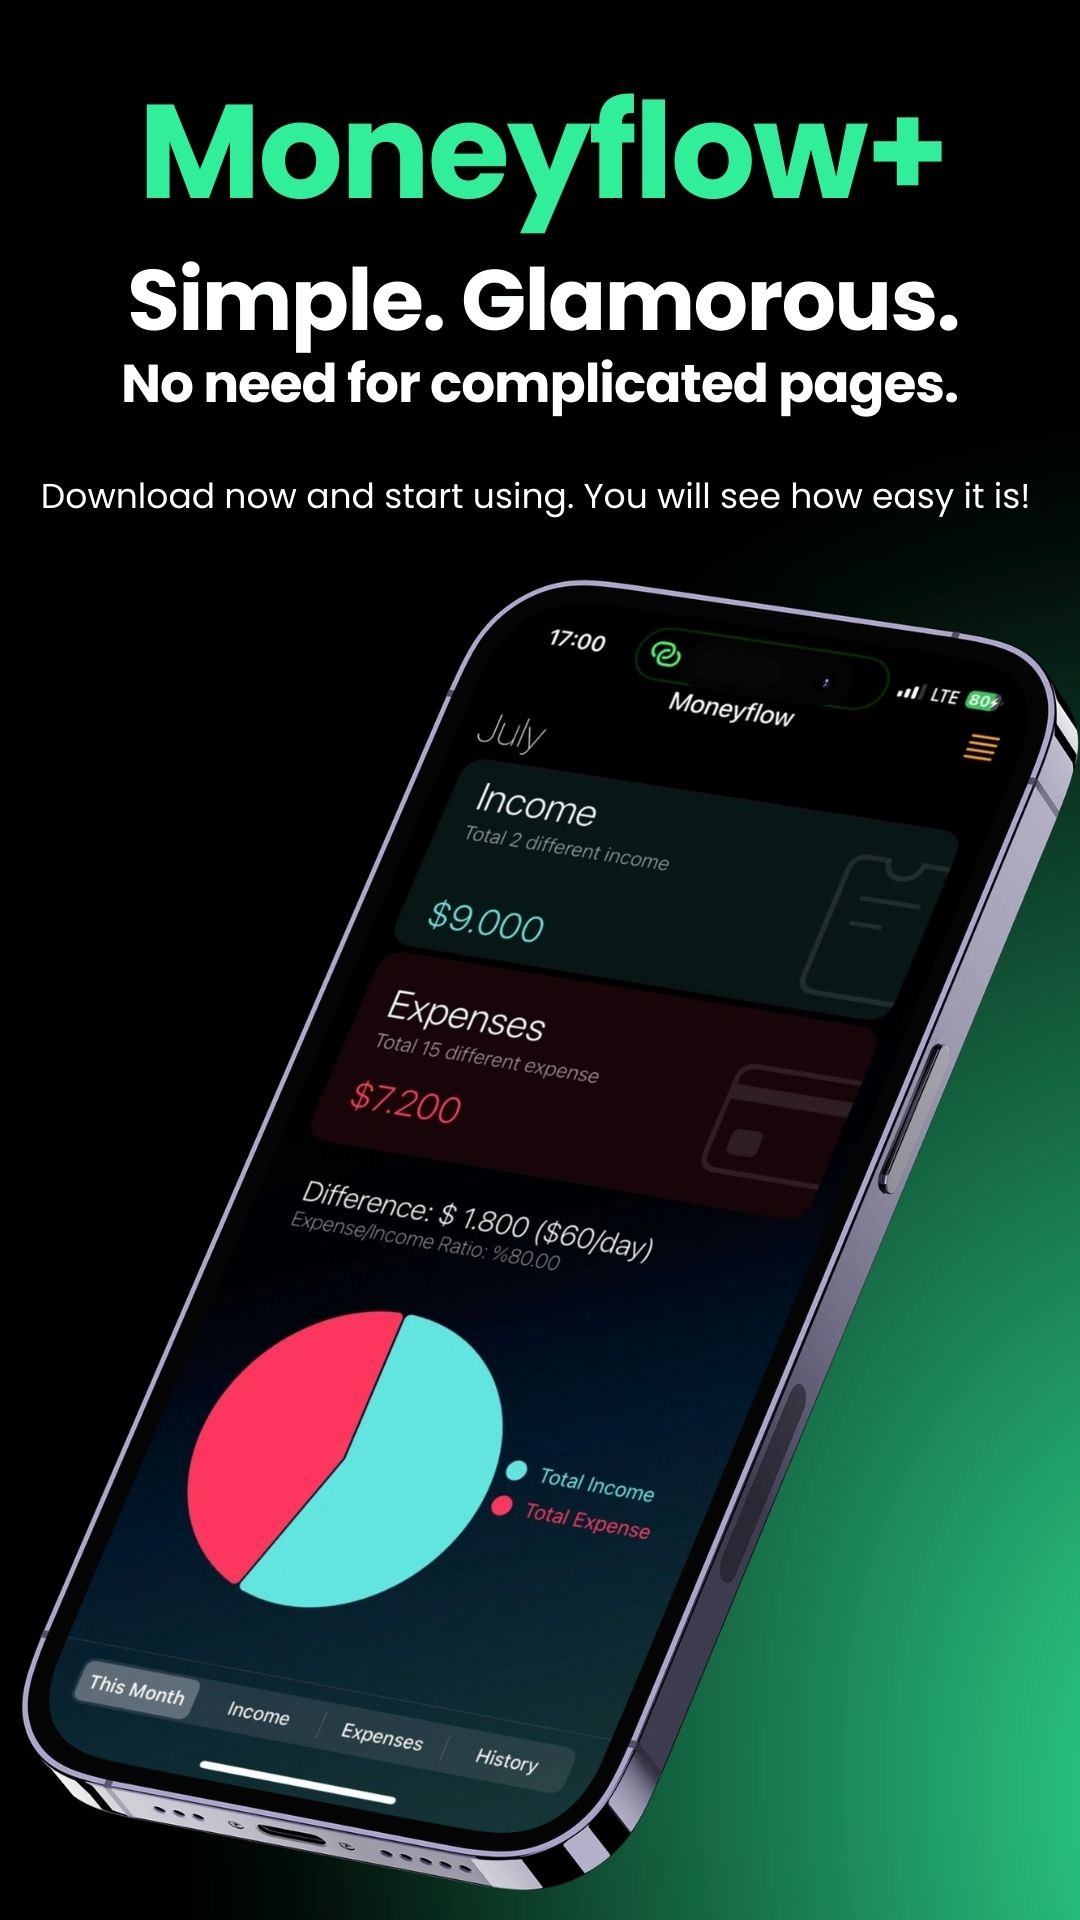 Moneyflow+
Simple. Glamorous.
No need for complicated pages.
Download now and start using. You will see how easy it is!
17:00
LTE 80
Moneyflow
July
Income
Total 2 different income
$9.000
Expenses
Total 15 different expense
$7.200
Difference: $ 1.800 ($60/day)
Expense/Income Ratio: %80.00
Total Income
Total Expense
This Month Income Expenses History